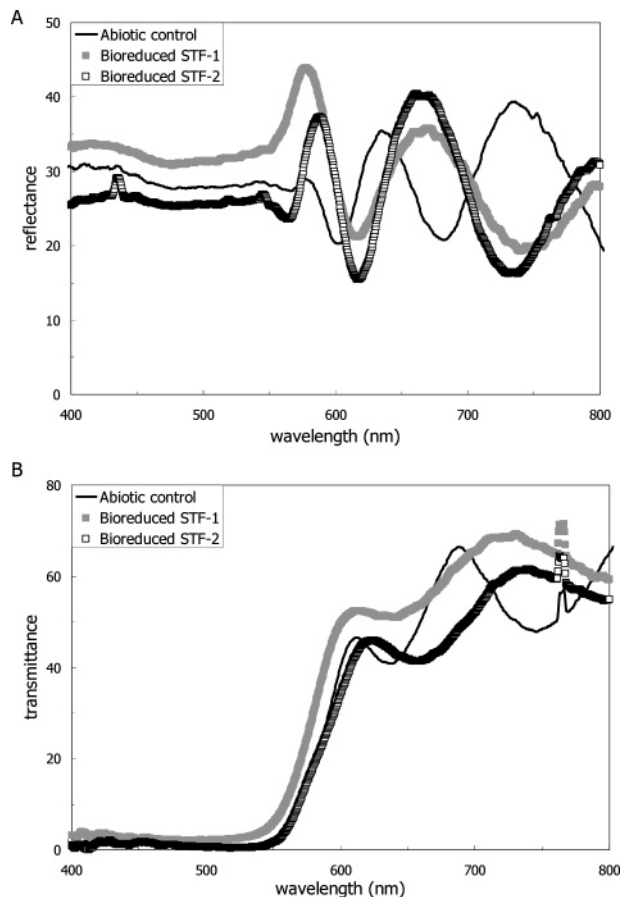 A
50
40
30
20
10
0
reflectance
Abiotic control
Bioreduced STF-1
Bioreduced STF-2
400 500 600 700 800
wavelength (nm)
B
80
60
40
20
0
transmittance
Abiotic control
Bioreduced STF-1
Bioreduced STF-2
400 500 600 700 800
wavelength (nm)